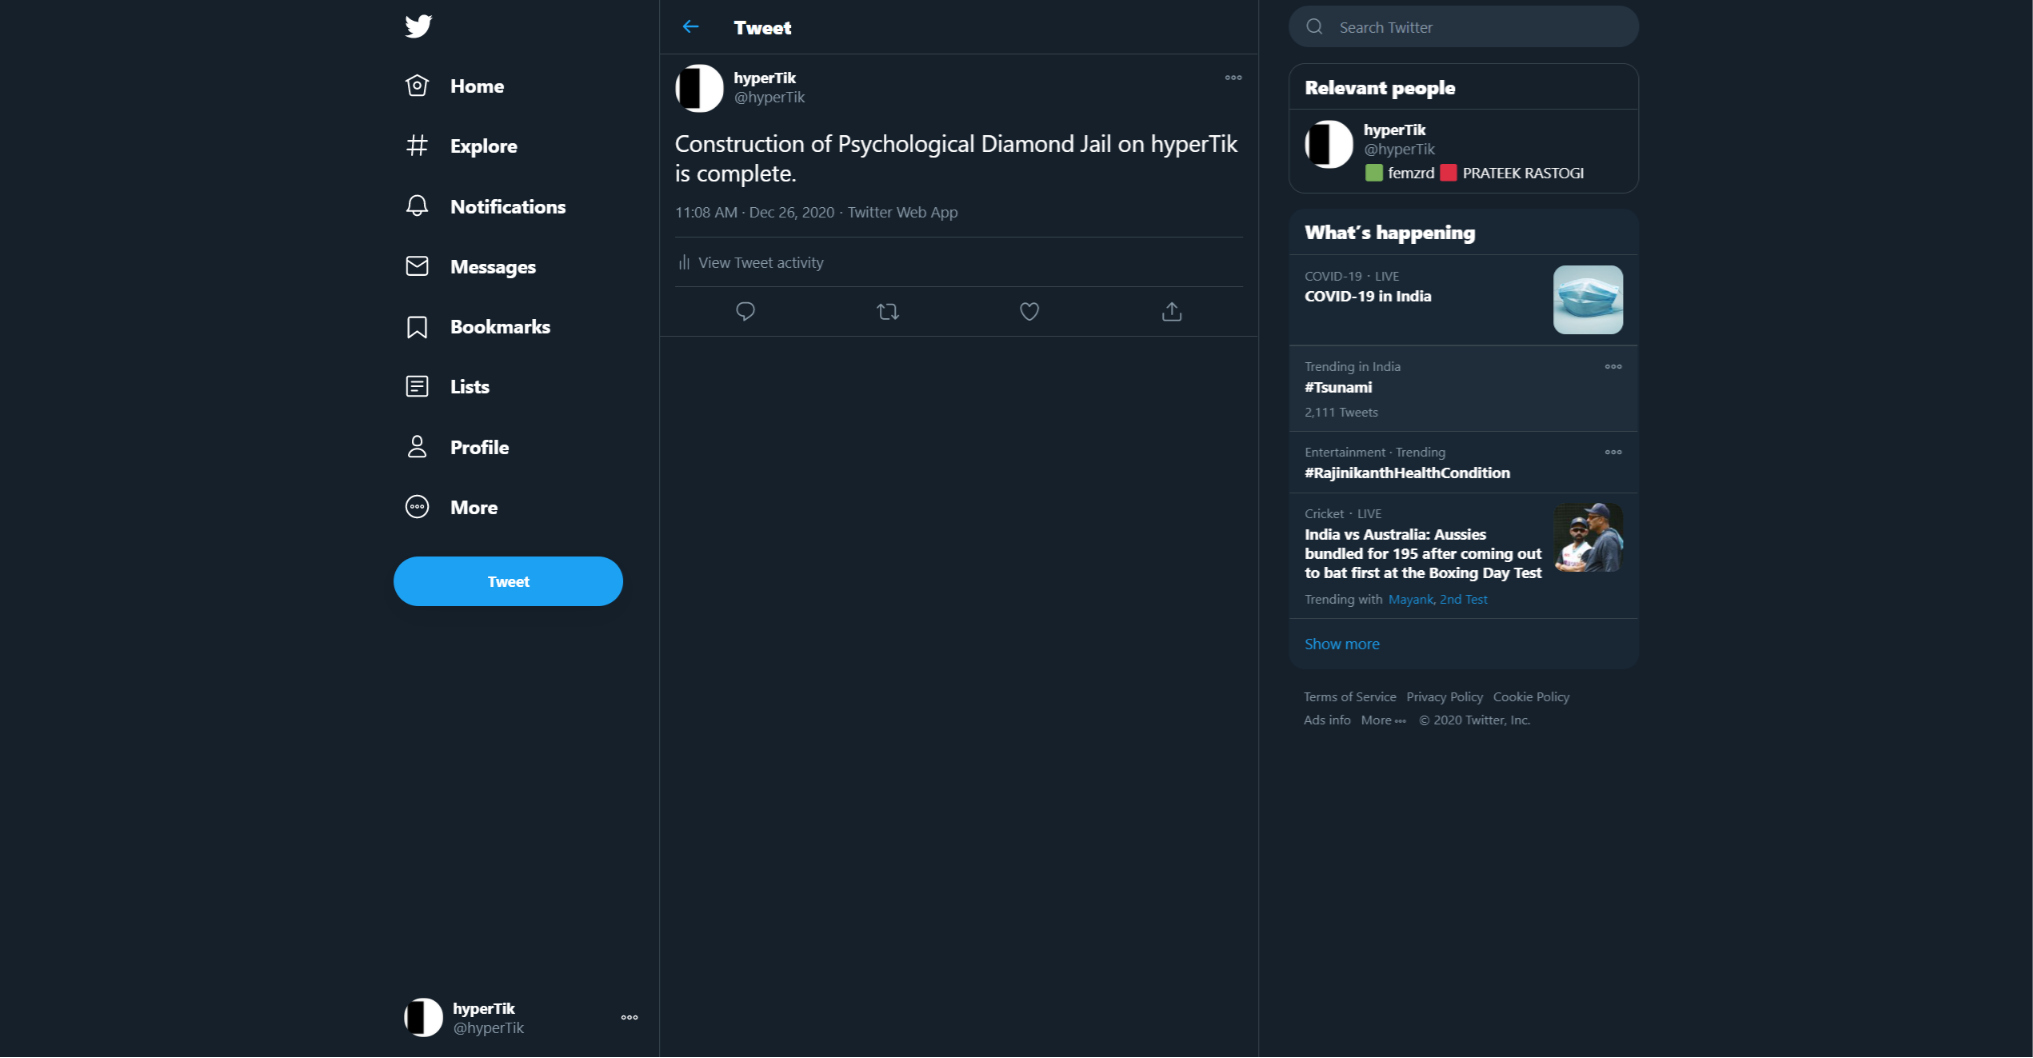 Home
Explore
Notifications
Messages
Bookmarks
Lists
Profile
More
Tweet
hyperTik
@hyperTik
Tweet
hyperTik
@hyperTik
Construction of Psychological Diamond Jail on hyperTik
is complete.
11:08 AM · Dec 26, 2020 · Twitter Web App
View Tweet activity
Search Twitter
Relevant people
hyperTik
@hyperTik
🟩 femzrd 🟥 PRATEEK RASTOGI
What's happening
COVID-19 · LIVE
COVID-19 in India
Trending in India
#Tsunami
2,111 Tweets
Entertainment · Trending
#RajinikanthHealthCondition
Cricket · LIVE
India vs Australia: Aussies
bundled for 195 after coming out
to bat first at the Boxing Day Test
Trending with Mayank, 2nd Test
Show more
Terms of Service Privacy Policy Cookie Policy
Ads info More ••• © 2020 Twitter, Inc.